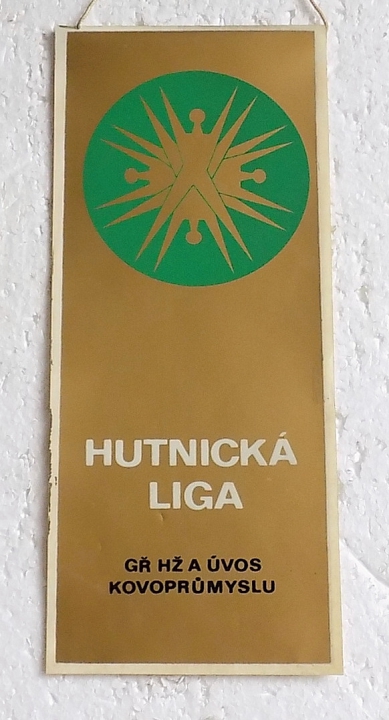 HUTNICKÁ
LIGA
GŘ HŽ A ÚVOS
KOVOPRŮMYSLU